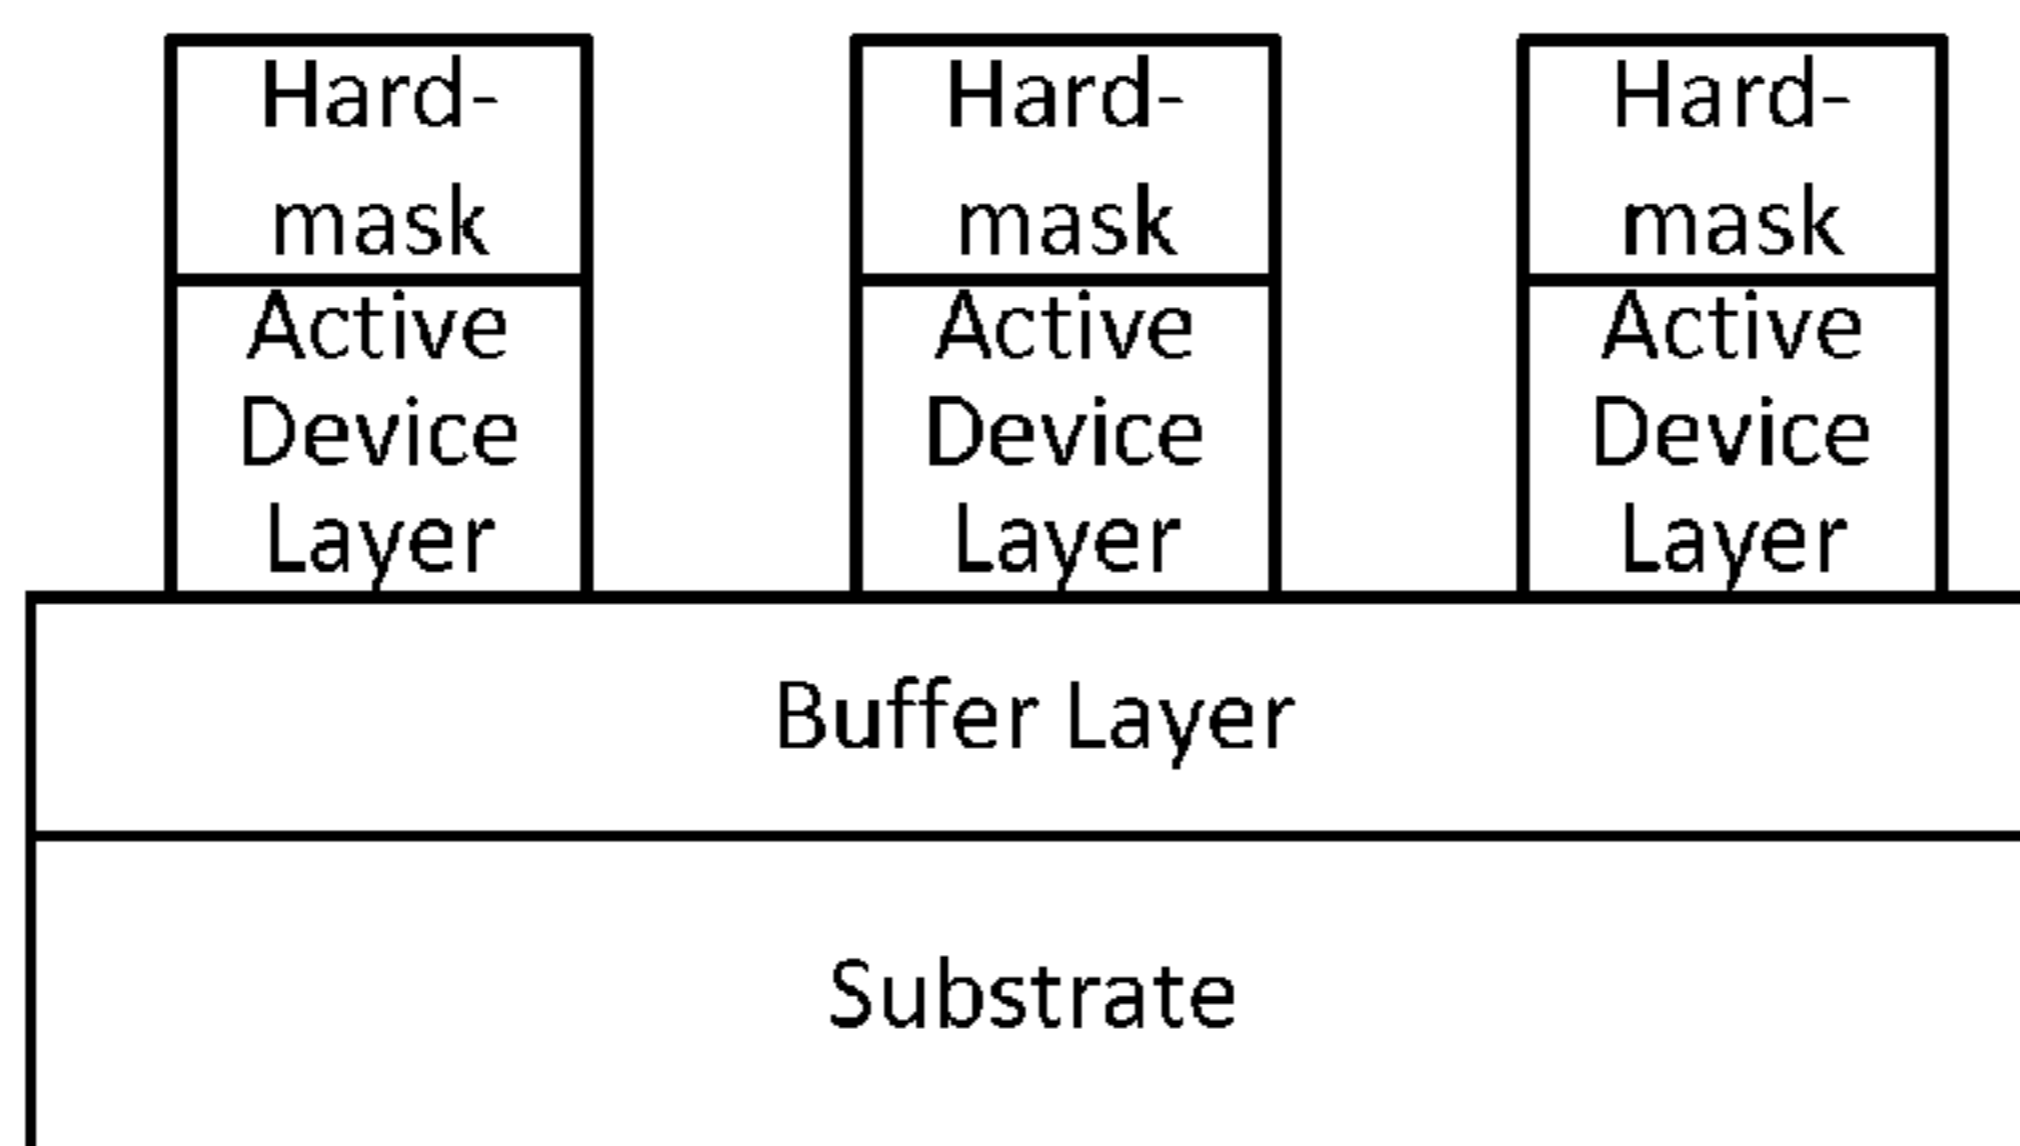 Hard-
mask
Active
Device
Layer
Hard-
mask
Active
Device
Layer
Hard-
mask
Active
Device
Layer
Buffer Layer
Substrate